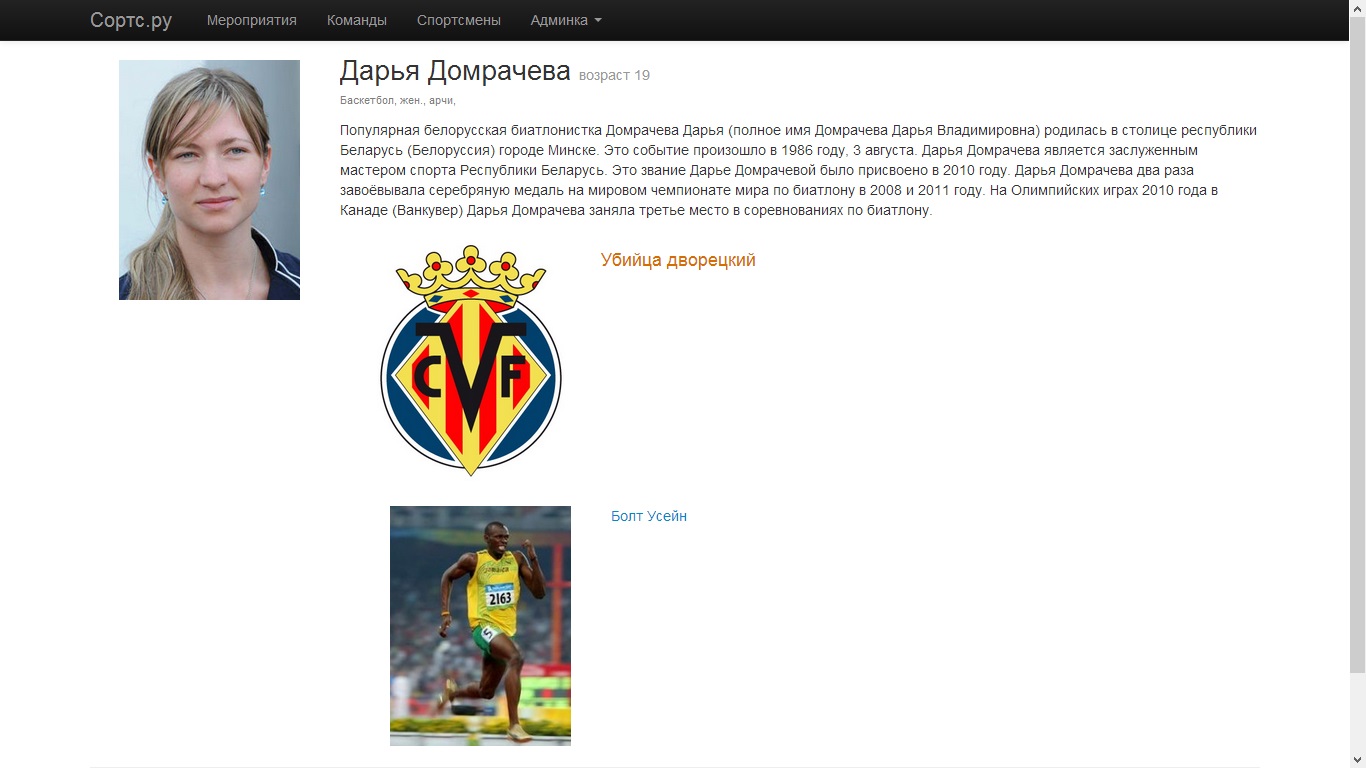 Сортс.ру Мероприятия Команды Спортсмены Админка
Дарья Домрачева возраст 19
Баскетбол, жен., арчи,
Популярная белорусская биатлонистка Домрачева Дарья (полное имя Домрачева Дарья Владимировна) родилась в столице республики
Беларусь (Белоруссия) городе Минске. Это событие произошло в 1986 году, 3 августа. Дарья Домрачева является заслуженным
мастером спорта Республики Беларусь. Это звание Дарье Домрачевой было присвоено в 2010 году. Дарья Домрачева два раза
завоёвывала серебряную медаль на мировом чемпионате мира по биатлону в 2008 и 2011 году. На Олимпийских играх 2010 года в
Канаде (Ванкувер) Дарья Домрачева заняла третье место в соревнованиях по биатлону.
Убийца дворецкий
CVF
Болт Усейн
JAMAICA
2163
5